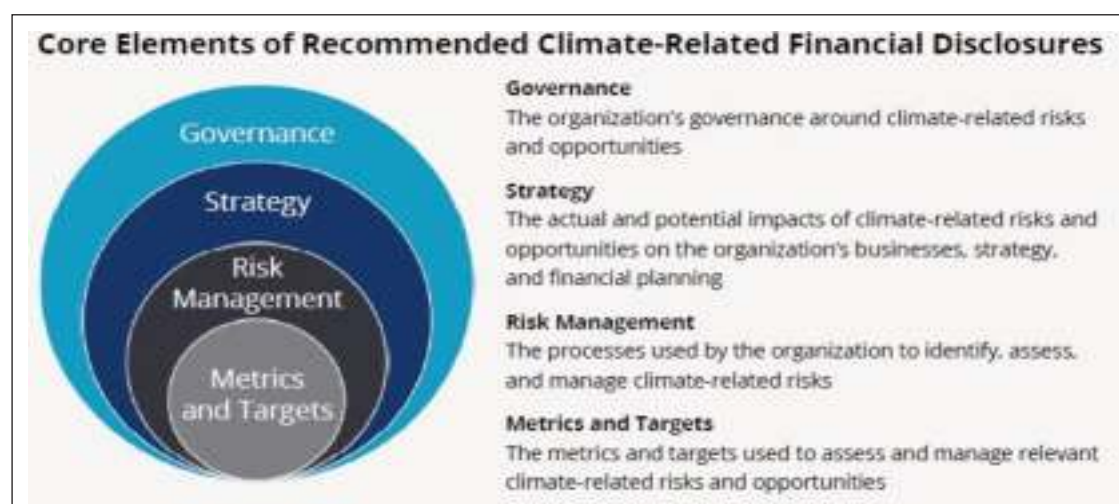 Core Elements of Recommended Climate-Related Financial Disclosures
Governance
Strategy
Risk
Management
Metrics
and Targets
Governance
The organization's governance around climate-related risks
and opportunities
Strategy
The actual and potential impacts of climate-related risks and
opportunities on the organization's businesses, strategy,
and financial planning
Risk Management
The processes used by the organization to identify, assess,
and manage climate-related risks
Metrics and Targets
The metrics and targets used to assess and manage relevant
climate-related risks and opportunities